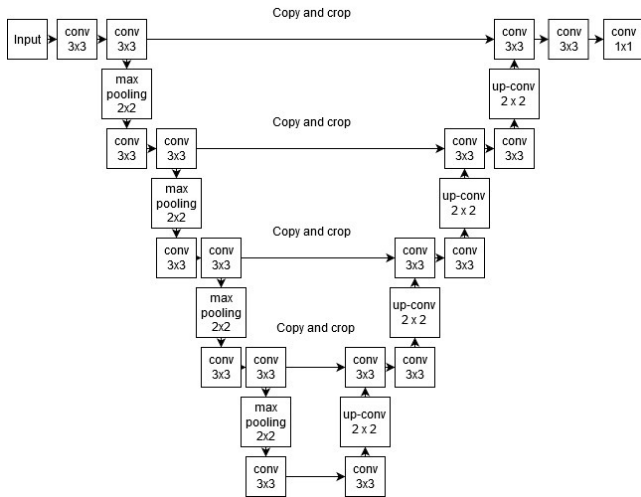 Copy and crop
Input
conv
3x3
conv
3x3
conv
3x3
conv
3x3
conv
1x1
max
pooling
2x2
up-conv
2 x 2
Copy and crop
conv
3x3
conv
3x3
conv
3x3
conv
3x3
max
pooling
2x2
up-conv
2 x 2
Copy and crop
conv
3x3
conv
3x3
conv
3x3
conv
3x3
max
pooling
2x2
up-conv
2 x 2
Copy and crop
conv
3x3
conv
3x3
conv
3x3
conv
3x3
max
pooling
2x2
up-conv
2 x 2
conv
3x3
conv
3x3